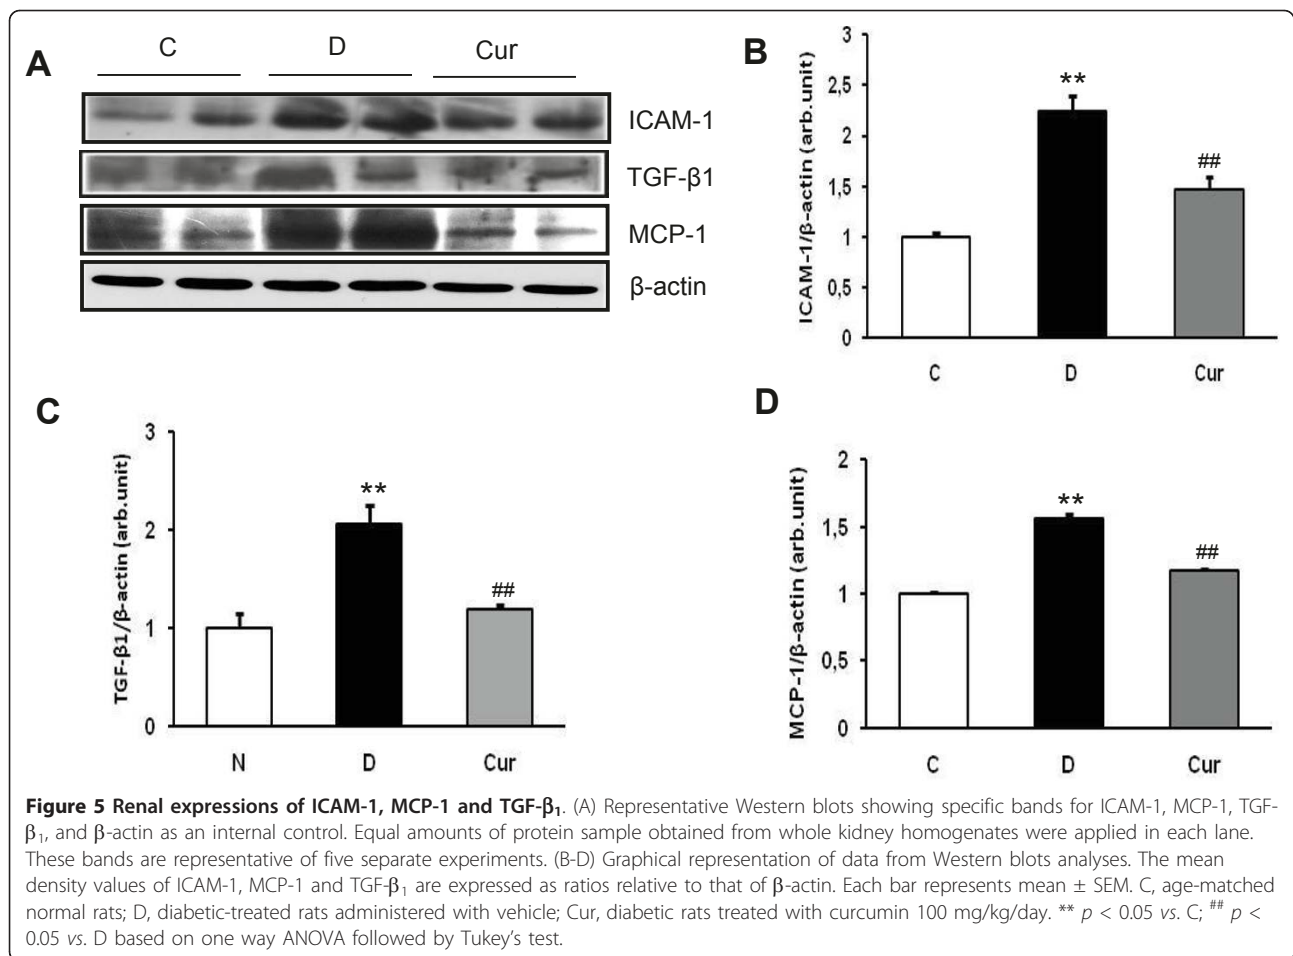 A
C
D
Cur
ICAM-1
TGF-β1
MCP-1
β-actin
B
ICAM-1/β-actin (arb.unit)
3
2,5
2
1,5
1
0,5
0
**
##
C
D
Cur
C
TGF-β1/β-actin (arb.unit)
3
2
1
0
**
##
N
D
Cur
D
MCP-1/β-actin (arb.unit)
2
1,5
1
0,5
0
**
##
C
D
Cur
Figure 5 Renal expressions of ICAM-1, MCP-1 and TGF-β₁. (A) Representative Western blots showing specific bands for ICAM-1, MCP-1, TGF-
β₁, and β-actin as an internal control. Equal amounts of protein sample obtained from whole kidney homogenates were applied in each lane.
These bands are representative of five separate experiments. (B-D) Graphical representation of data from Western blots analyses. The mean
density values of ICAM-1, MCP-1 and TGF-β₁ are expressed as ratios relative to that of β-actin. Each bar represents mean ± SEM. C, age-matched
normal rats; D, diabetic-treated rats administered with vehicle; Cur, diabetic rats treated with curcumin 100 mg/kg/day. ** p < 0.05 vs. C; ## p <
0.05 vs. D based on one way ANOVA followed by Tukey's test.